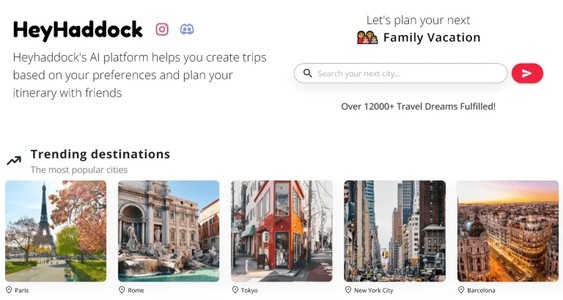 HeyHaddock
Heyhaddock's AI platform helps you create trips
based on your preferences and plan your
itinerary with friends
Let's plan your next
Family Vacation
Search your next city...
Over 12000+ Travel Dreams Fulfilled!
Trending destinations
The most popular cities
Paris
Rome
Tokyo
New York City
Barcelona